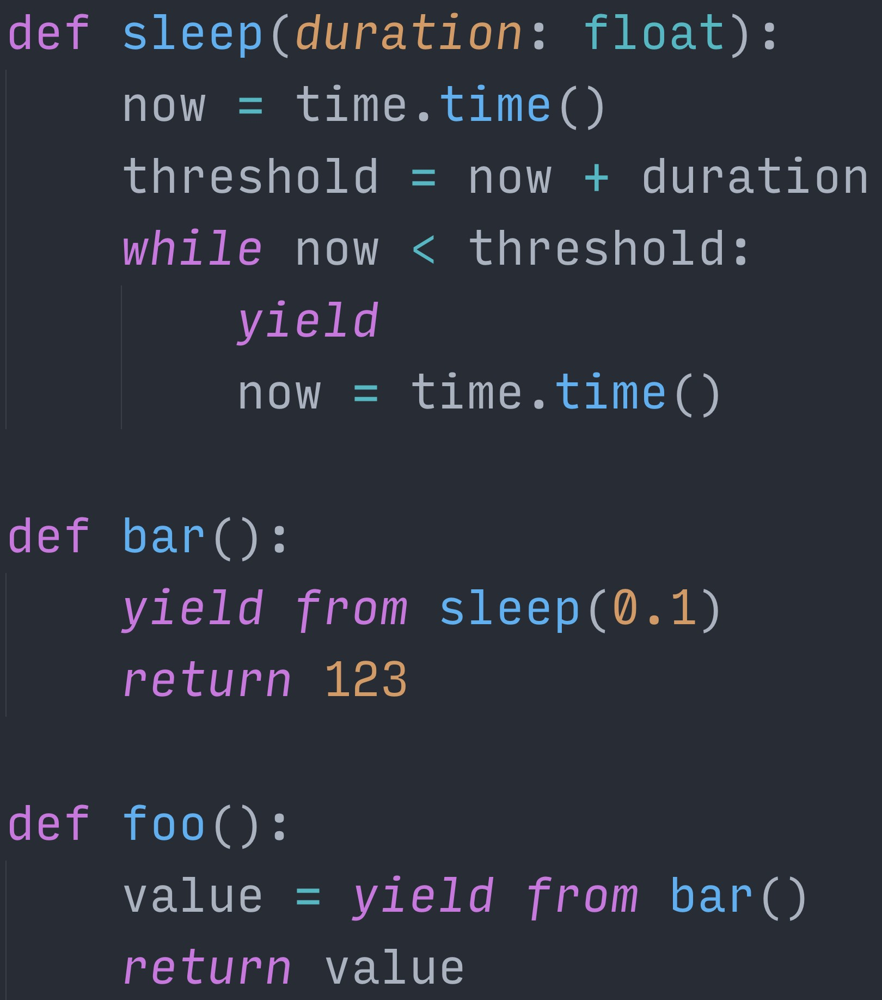 def sleep(duration: float):
    now = time.time()
    threshold = now + duration
    while now < threshold:
        yield
        now = time.time()

def bar():
    yield from sleep(0.1)
    return 123

def foo():
    value = yield from bar()
    return value